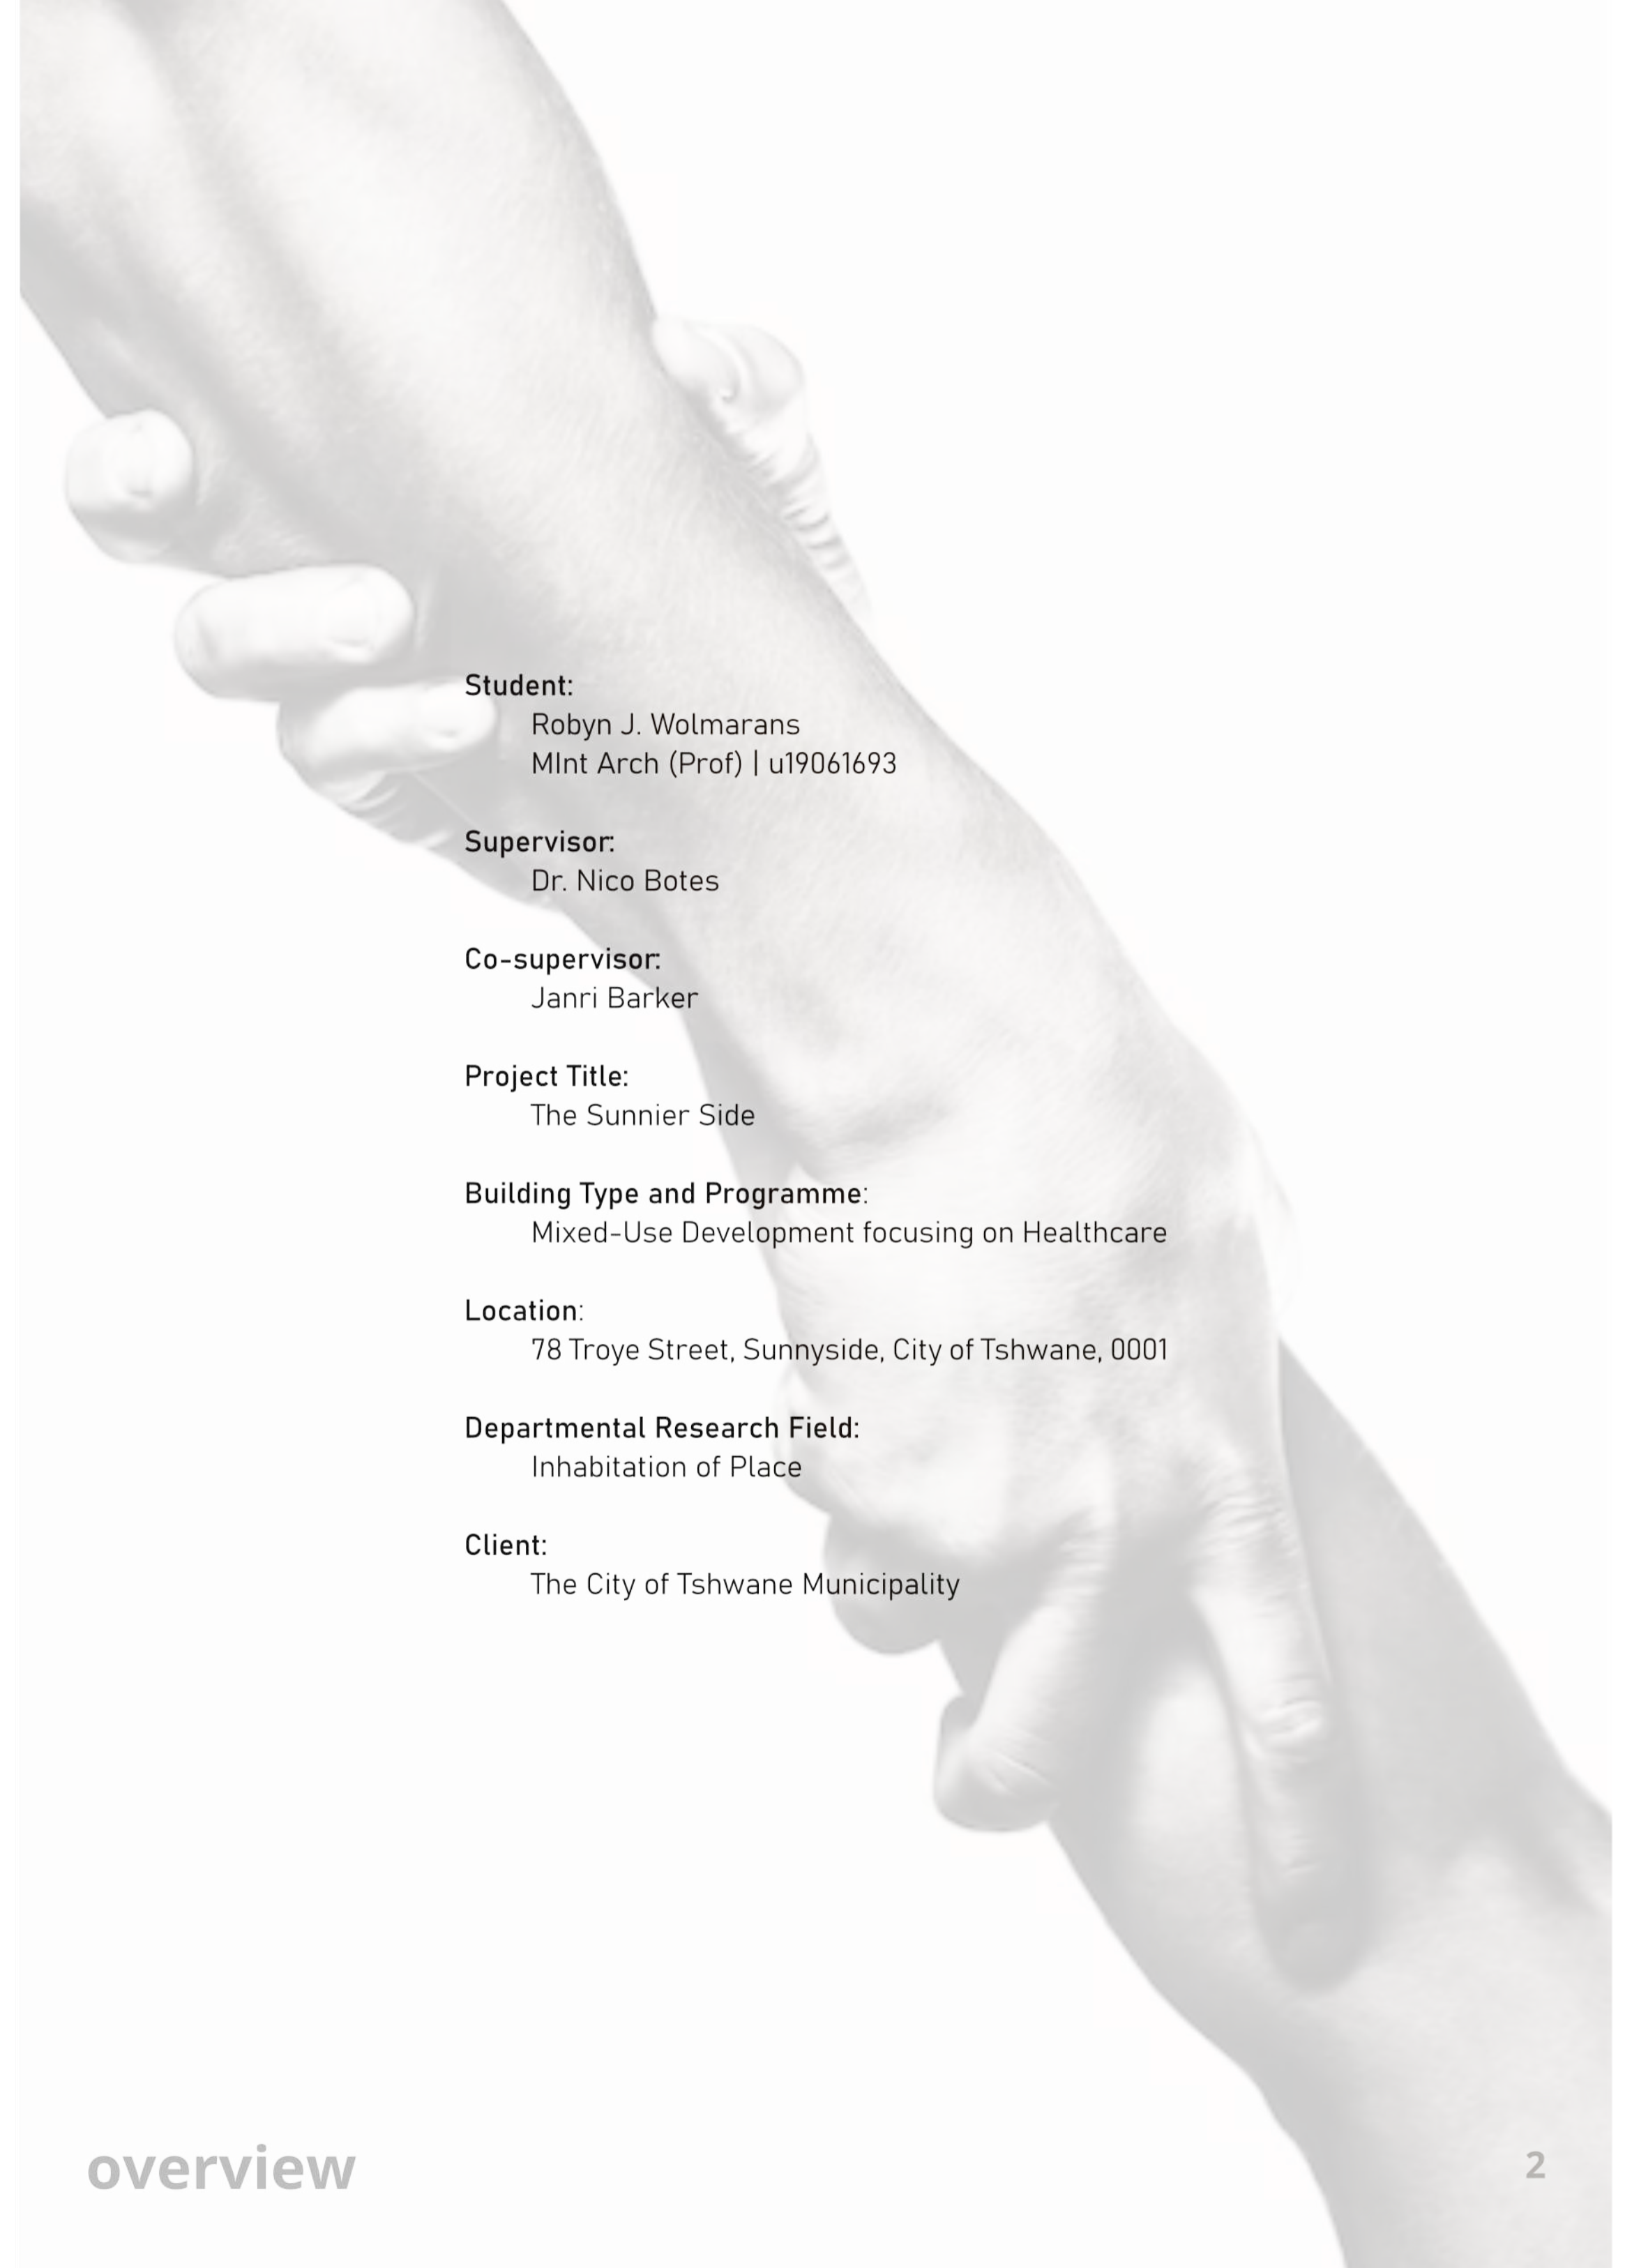 Student:
Robyn J. Wolmarans
MInt Arch (Prof) | u19061693
Supervisor:
Dr. Nico Botes
Co-supervisor:
Janri Barker
Project Title:
The Sunnier Side
Building Type and Programme:
Mixed-Use Development focusing on Healthcare
Location:
78 Troye Street, Sunnyside, City of Tshwane, 0001
Departmental Research Field:
Inhabitation of Place
Client:
The City of Tshwane Municipality
overview
2